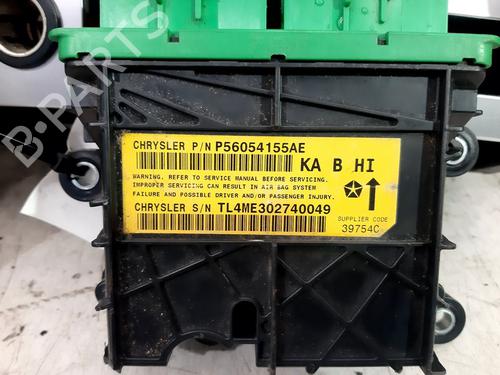 B-PARTS
CHRYSLER P/N P56054155AE
KA B HI
WARNING. REFER TO SERVICE MANUAL BEFORE SERVICING.
IMPROPER SERVICING CAN RESULT IN AIR BAG SYSTEM
FAILURE AND POSSIBLE DRIVER AND/OR PASSENGER INJURY.
CHRYSLER S/N TL4ME302740049
SUPPLIER CODE
39754C